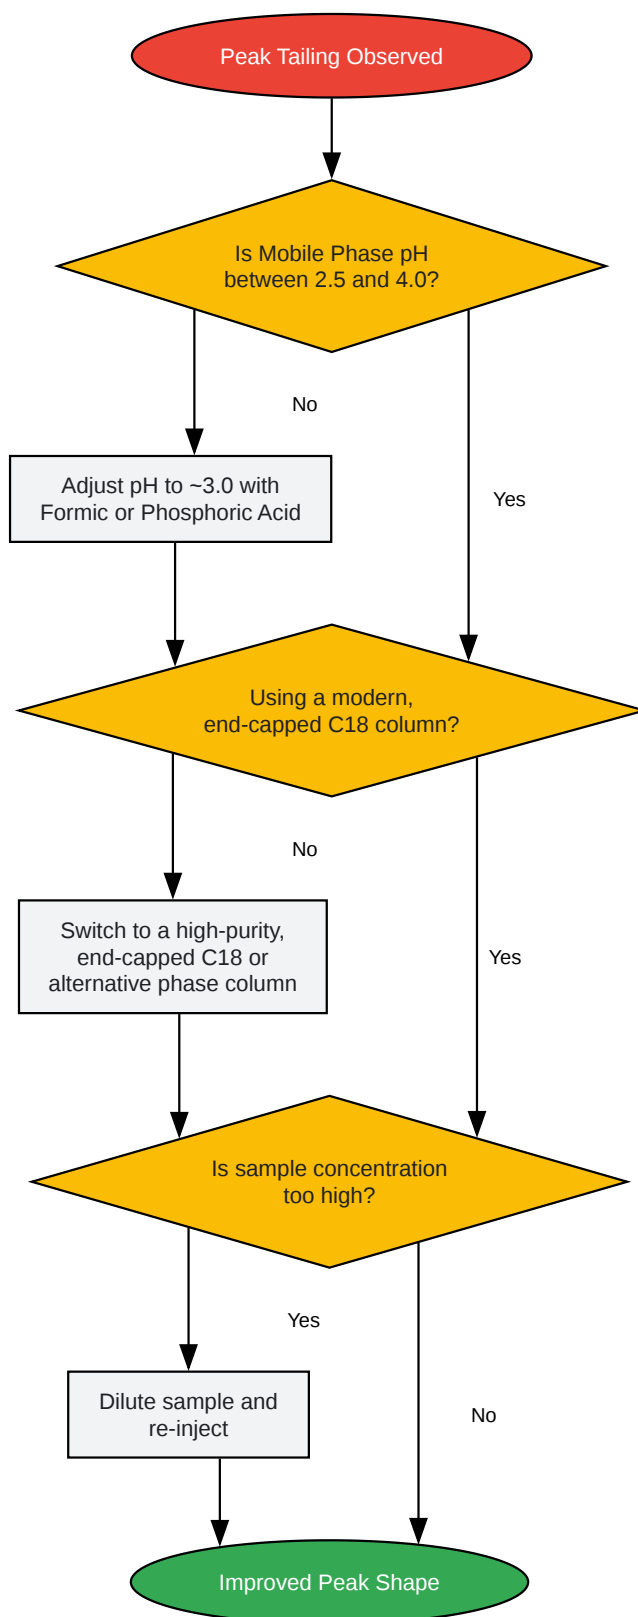 Peak Tailing Observed
Is Mobile Phase pH
between 2.5 and 4.0?
No
Adjust pH to ~3.0 with
Formic or Phosphoric Acid
Yes
Using a modern,
end-capped C18 column?
No
Switch to a high-purity,
end-capped C18 or
alternative phase column
Yes
Is sample concentration
too high?
Yes
Dilute sample and
re-inject
No
Improved Peak Shape